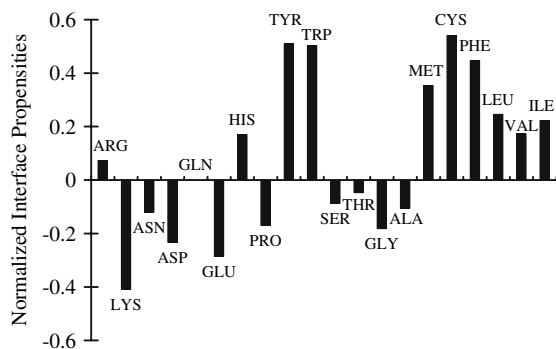 Normalized Interface Propensities
0.6
0.4
0.2
0
-0.2
-0.4
-0.6
ARG
LYS
ASN
ASP
GLN
GLU
HIS
PRO
TYR
TRP
SER
THR
GLY
ALA
MET
CYS
PHE
LEU
VAL
ILE